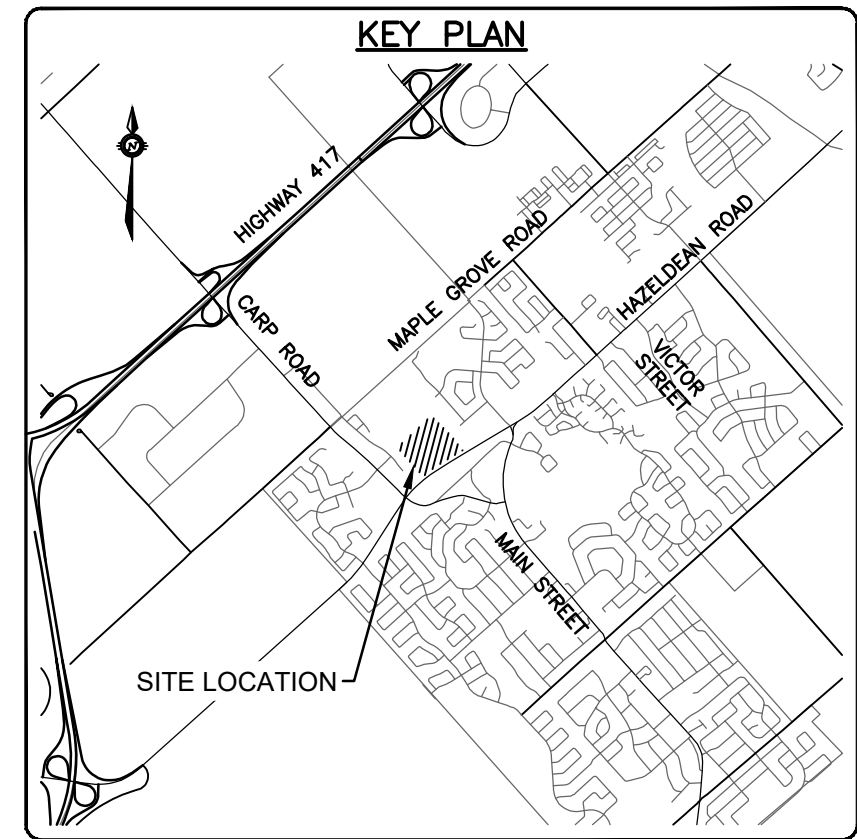 KEY PLAN
N
HIGHWAY 417
MAPLE GROVE ROAD
HAZELDEAN ROAD
CARP ROAD
VICTOR
STREET
MAIN STREET
SITE LOCATION